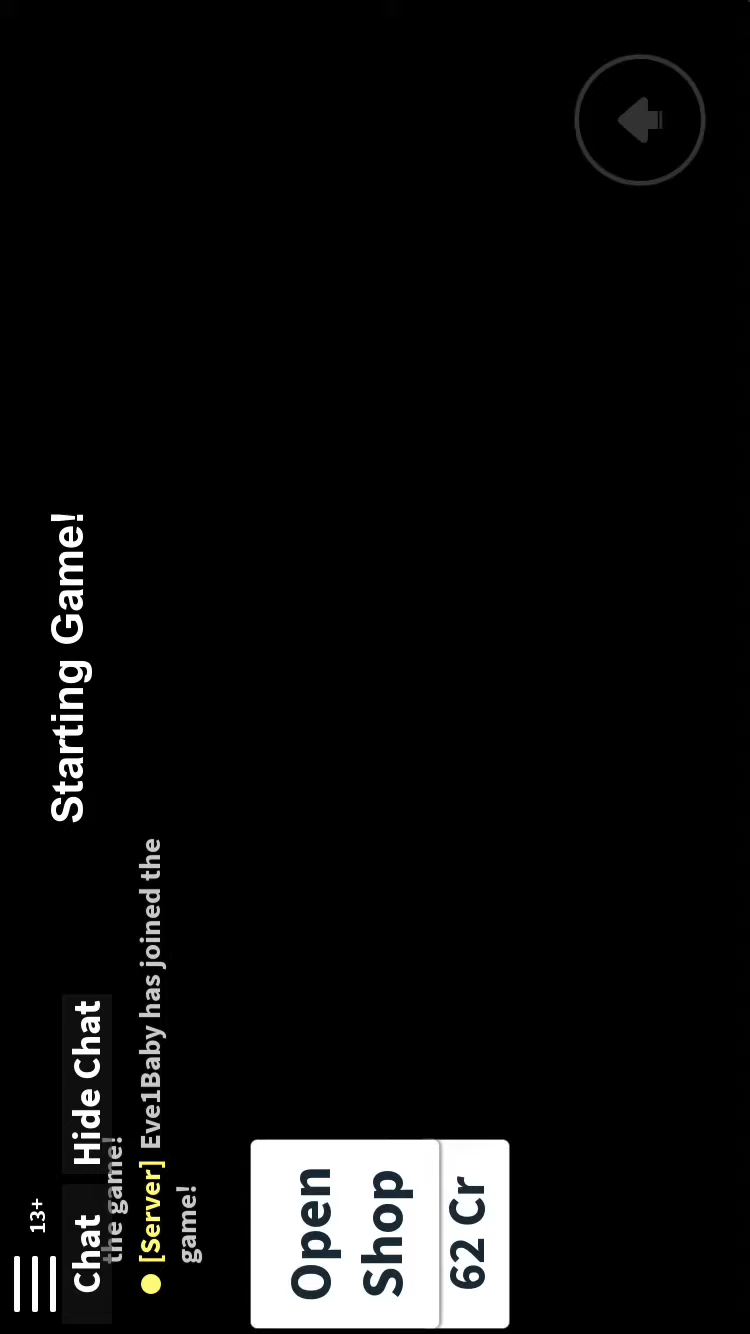 13+
Chat
Hide Chat
Starting Game!
the game!
[Server] Eve1Baby has joined the
game!
Open
Shop
62 Cr